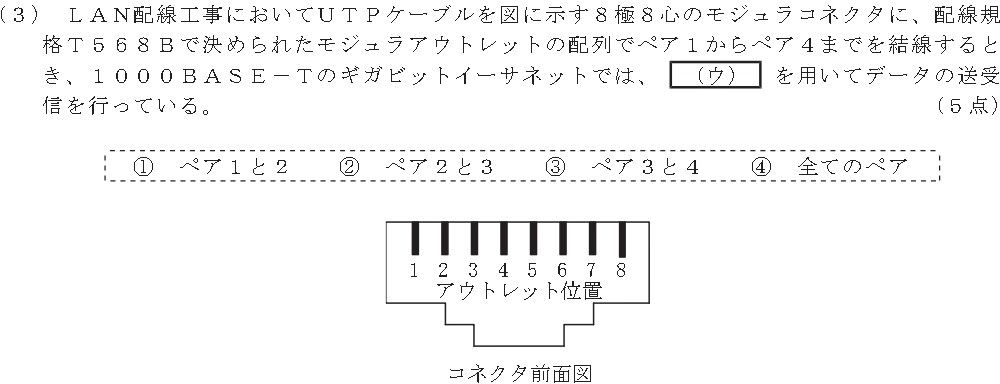 (3) LAN配線工事においてUTPケーブルを図に示す8極8心のモジュラコネクタに、配線規
格T568Bで決められたモジュラアウトレットの配列でペア1からペア4までを結線すると
き、1000BASE-Tのギガビットイーサネットでは、 (ウ) を用いてデータの送受
信を行っている。 (5点)
① ペア1と2 ② ペア2と3 ③ ペア3と4 ④ 全てのペア
1 2 3 4 5 6 7 8
アウトレット位置
コネクタ前面図